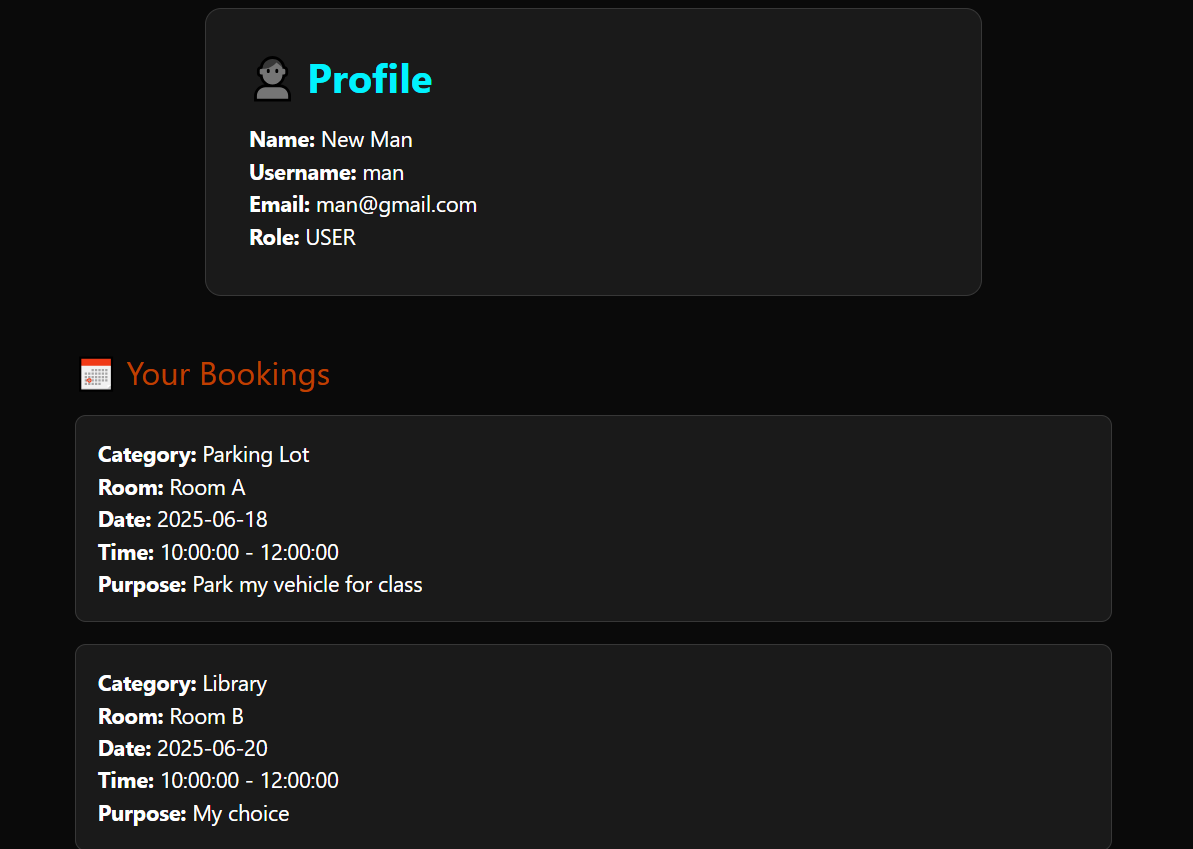 Profile
Name: New Man
Username: man
Email: man@gmail.com
Role: USER
Your Bookings
Category: Parking Lot
Room: Room A
Date: 2025-06-18
Time: 10:00:00 - 12:00:00
Purpose: Park my vehicle for class
Category: Library
Room: Room B
Date: 2025-06-20
Time: 10:00:00 - 12:00:00
Purpose: My choice